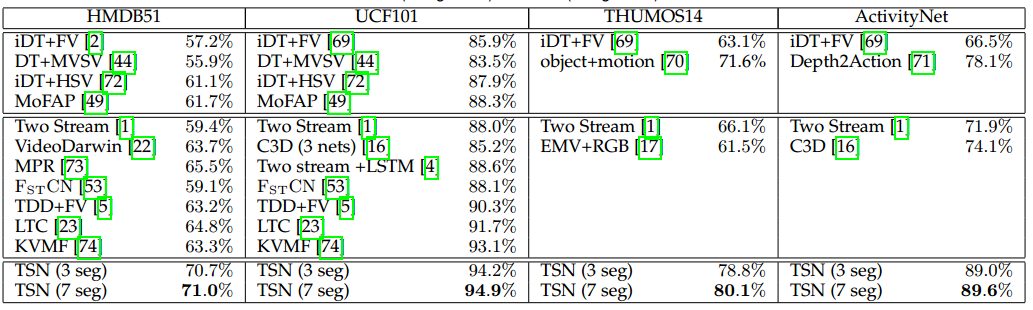 HMDB51 UCF101 THUMOS14 ActivityNet
iDT+FV [2] 57.2% iDT+FV [69] 85.9% iDT+FV [69] 63.1% iDT+FV [69] 66.5%
DT+MVSV [44] 55.9% DT+MVSV [44] 83.5% object+motion [70] 71.6% Depth2Action [71] 78.1%
iDT+HSV [72] 61.1% iDT+HSV [72] 87.9%
MoFAP [49] 61.7% MoFAP [49] 88.3%
Two Stream [1] 59.4% Two Stream [1] 88.0% Two Stream [1] 66.1% Two Stream [1] 71.9%
VideoDarwin [22] 63.7% C3D (3 nets) [16] 85.2% EMV+RGB [17] 61.5% C3D [16] 74.1%
MPR [73] 65.5% Two stream +LSTM [4] 88.6%
FSTCN [53] 59.1% FSTCN [53] 88.1%
TDD+FV [5] 63.2% TDD+FV [5] 90.3%
LTC [23] 64.8% LTC [23] 91.7%
KVMF [74] 63.3% KVMF [74] 93.1%
TSN (3 seg) 70.7% TSN (3 seg) 94.2% TSN (3 seg) 78.8% TSN (3 seg) 89.0%
TSN (7 seg) 71.0% TSN (7 seg) 94.9% TSN (7 seg) 80.1% TSN (7 seg) 89.6%